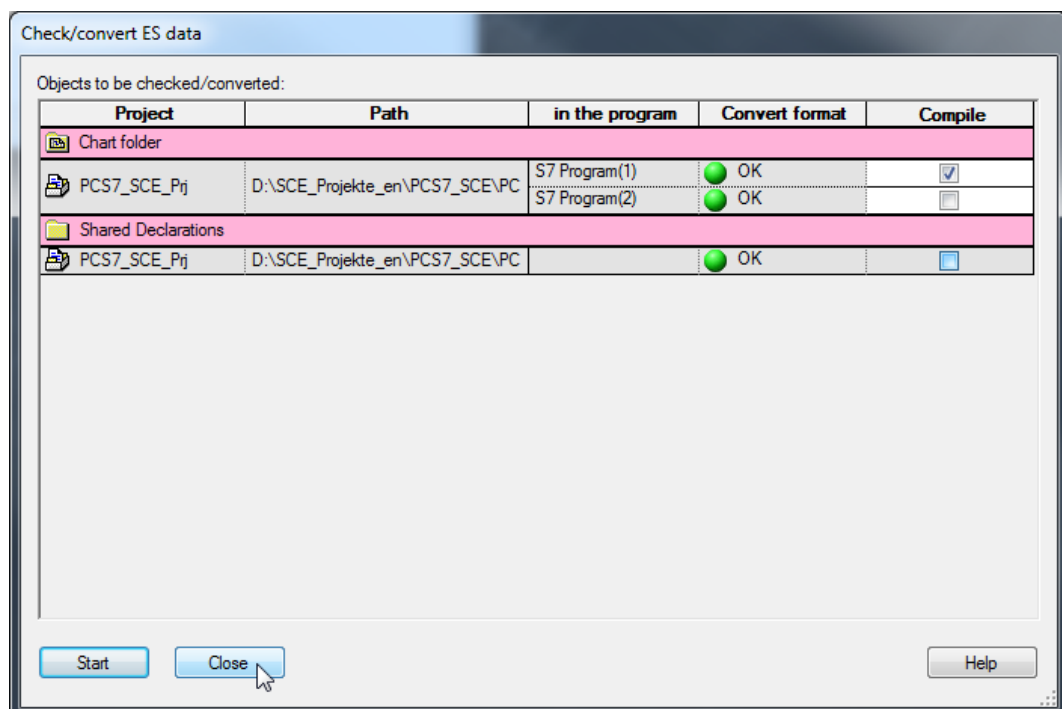 Check/convert ES data
Objects to be checked/converted:
Project Path in the program Convert format Compile
Chart folder
PCS7_SCE_Prj D:\SCE_Projekte_en\PCS7_SCE\PC S7 Program(1) OK
S7 Program(2) OK
Shared Declarations
PCS7_SCE_Prj D:\SCE_Projekte_en\PCS7_SCE\PC OK
Start Close Help